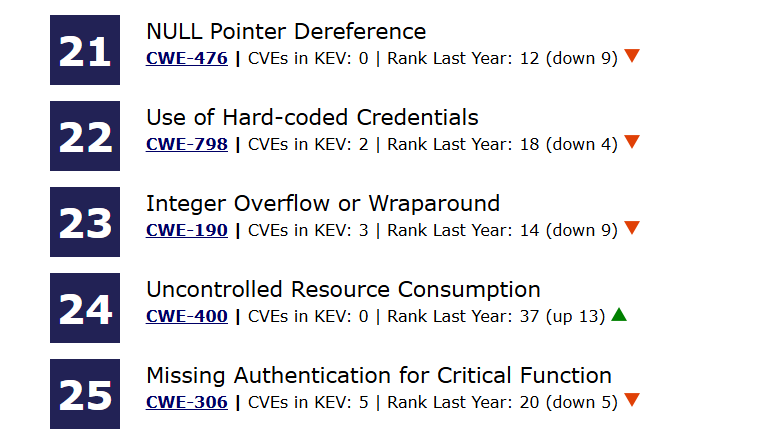 21
NULL Pointer Dereference
CWE-476 | CVEs in KEV: 0 | Rank Last Year: 12 (down 9) ▼
22
Use of Hard-coded Credentials
CWE-798 | CVEs in KEV: 2 | Rank Last Year: 18 (down 4) ▼
23
Integer Overflow or Wraparound
CWE-190 | CVEs in KEV: 3 | Rank Last Year: 14 (down 9) ▼
24
Uncontrolled Resource Consumption
CWE-400 | CVEs in KEV: 0 | Rank Last Year: 37 (up 13) ▲
25
Missing Authentication for Critical Function
CWE-306 | CVEs in KEV: 5 | Rank Last Year: 20 (down 5) ▼